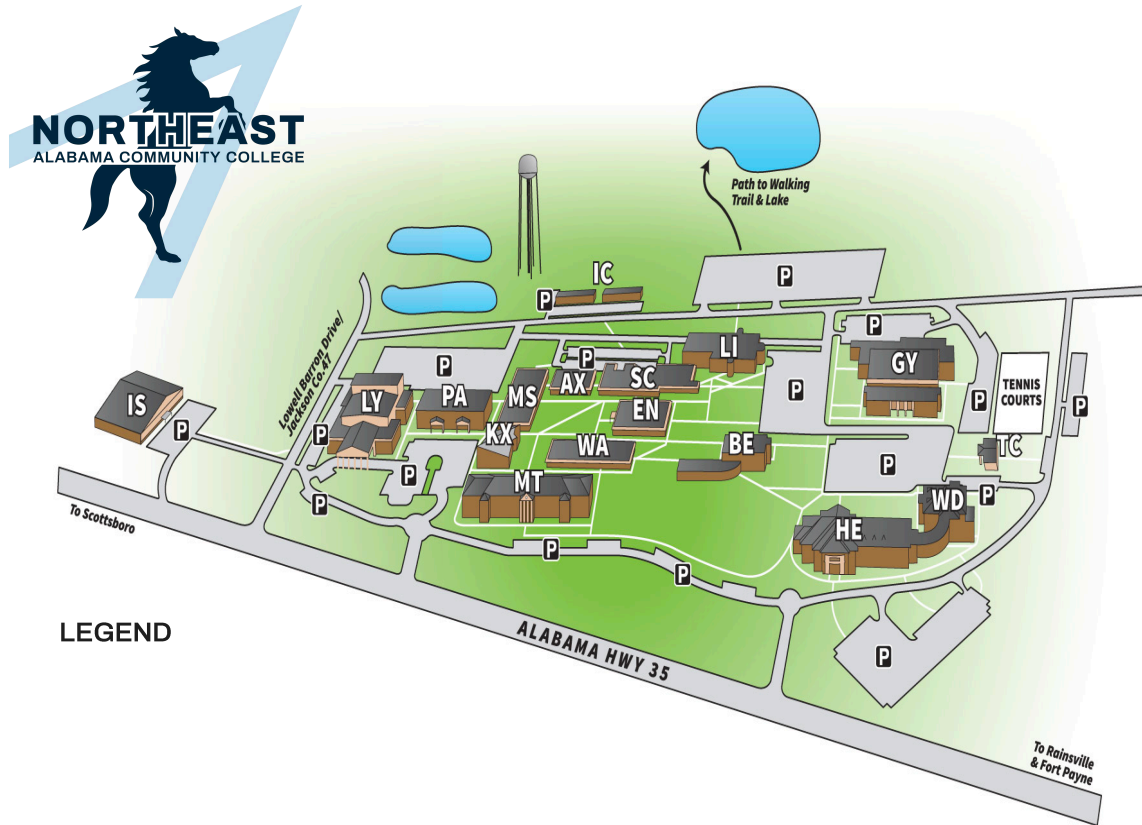 NORTHEAST
ALABAMA COMMUNITY COLLEGE
Path to Walking
Trail & Lake
P
IC
P
P
LI
P
GY
P
AX
SC
MS
P
PA
LY
IS
Lowell Barron Drive/
Jackson Co. 47
P
EN
P
TENNIS
COURTS
P
P
P
KX
WA
BE
TC
P
P
MT
P
WD
P
HE
To Scottsboro
P
P
LEGEND
ALABAMA HWY 35
P
To Rainsville
& Fort Payne